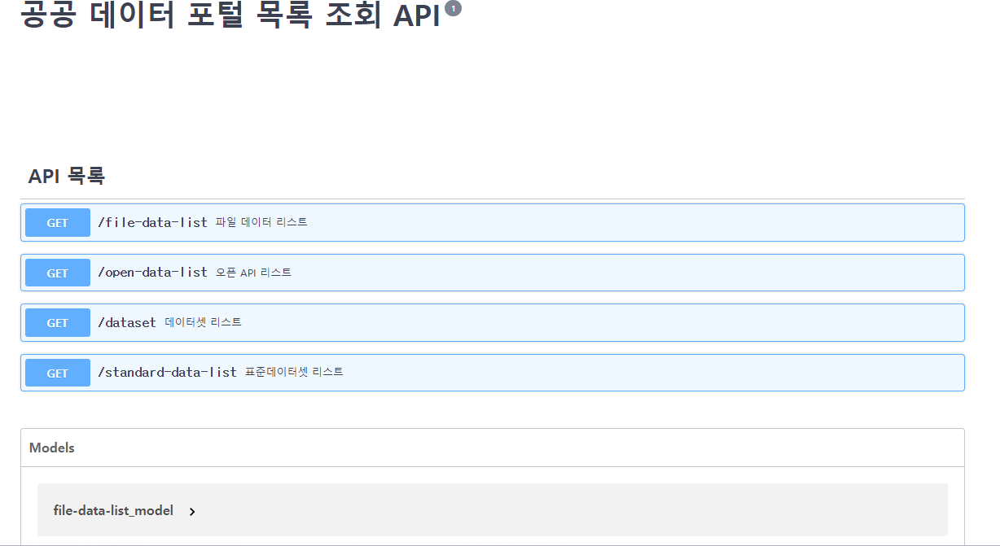 공공 데이터 포털 목록 조회 API 1
API 목록
GET /file-data-list 파일 데이터 리스트
GET /open-data-list 오픈 API 리스트
GET /dataset 데이터셋 리스트
GET /standard-data-list 표준데이터셋 리스트
Models
file-data-list_model